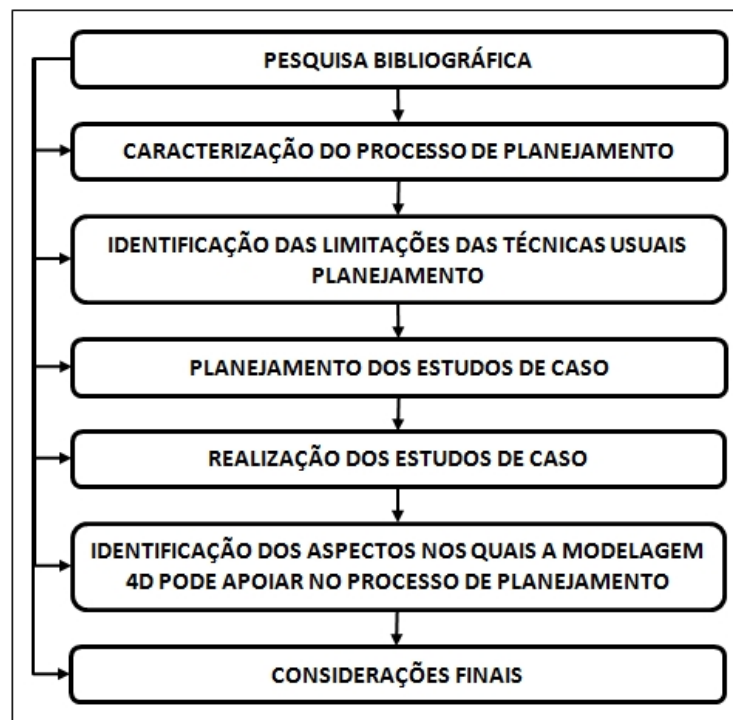 PESQUISA BIBLIOGRÁFICA
CARACTERIZAÇÃO DO PROCESSO DE PLANEJAMENTO
IDENTIFICAÇÃO DAS LIMITAÇÕES DAS TÉCNICAS USUAIS
PLANEJAMENTO
PLANEJAMENTO DOS ESTUDOS DE CASO
REALIZAÇÃO DOS ESTUDOS DE CASO
IDENTIFICAÇÃO DOS ASPECTOS NOS QUAIS A MODELAGEM
4D PODE APOIAR NO PROCESSO DE PLANEJAMENTO
CONSIDERAÇÕES FINAIS